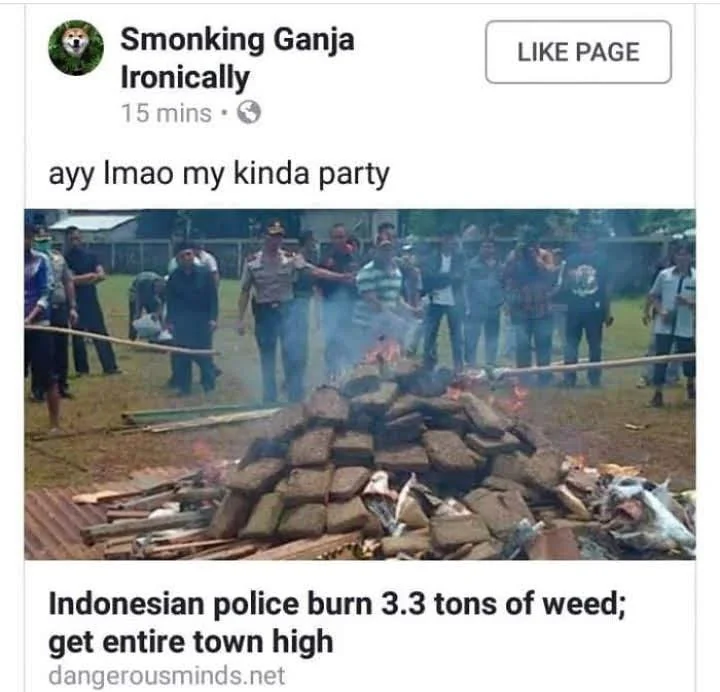 Smonking Ganja
Ironically
LIKE PAGE
15 mins ·
ayy lmao my kinda party
Indonesian police burn 3.3 tons of weed;
get entire town high
dangerousminds.net